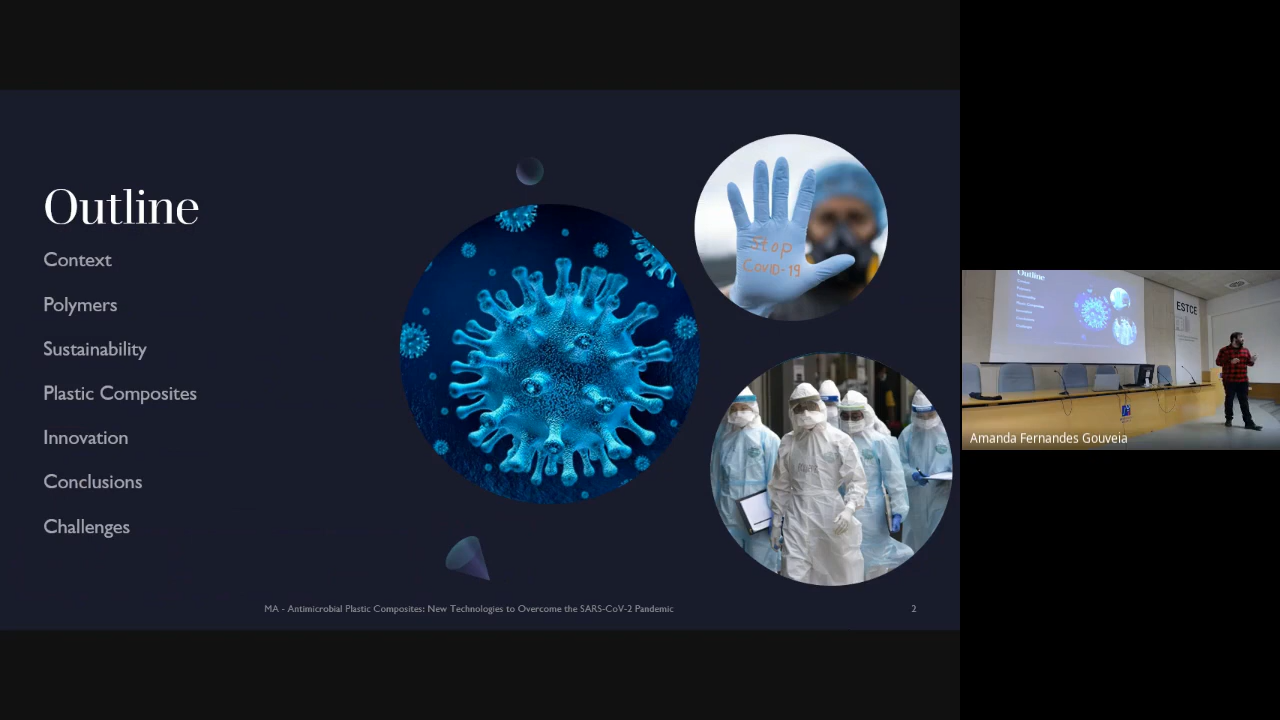 Outline
Context
Polymers
Sustainability
Plastic Composites
Innovation
Conclusions
Challenges
Stop
Covid-19
MA - Antimicrobial Plastic Composites: New Technologies to Overcome the SARS-CoV-2 Pandemic
2
Outline
ESTCE
Amanda Fernandes Gouveia